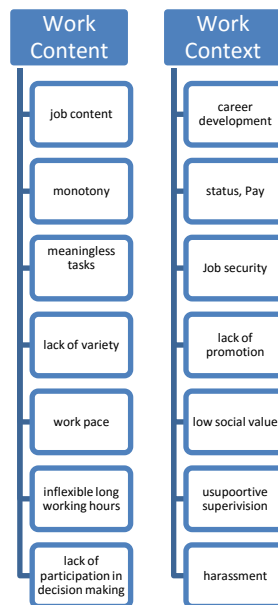 Work
Content
job content
monotony
meaningless
tasks
lack of variety
work pace
inflexible long
working hours
lack of
participation in
decision making
Work
Context
career
development
status, Pay
Job security
lack of
promotion
low social value
usupoortive
superivision
harassment